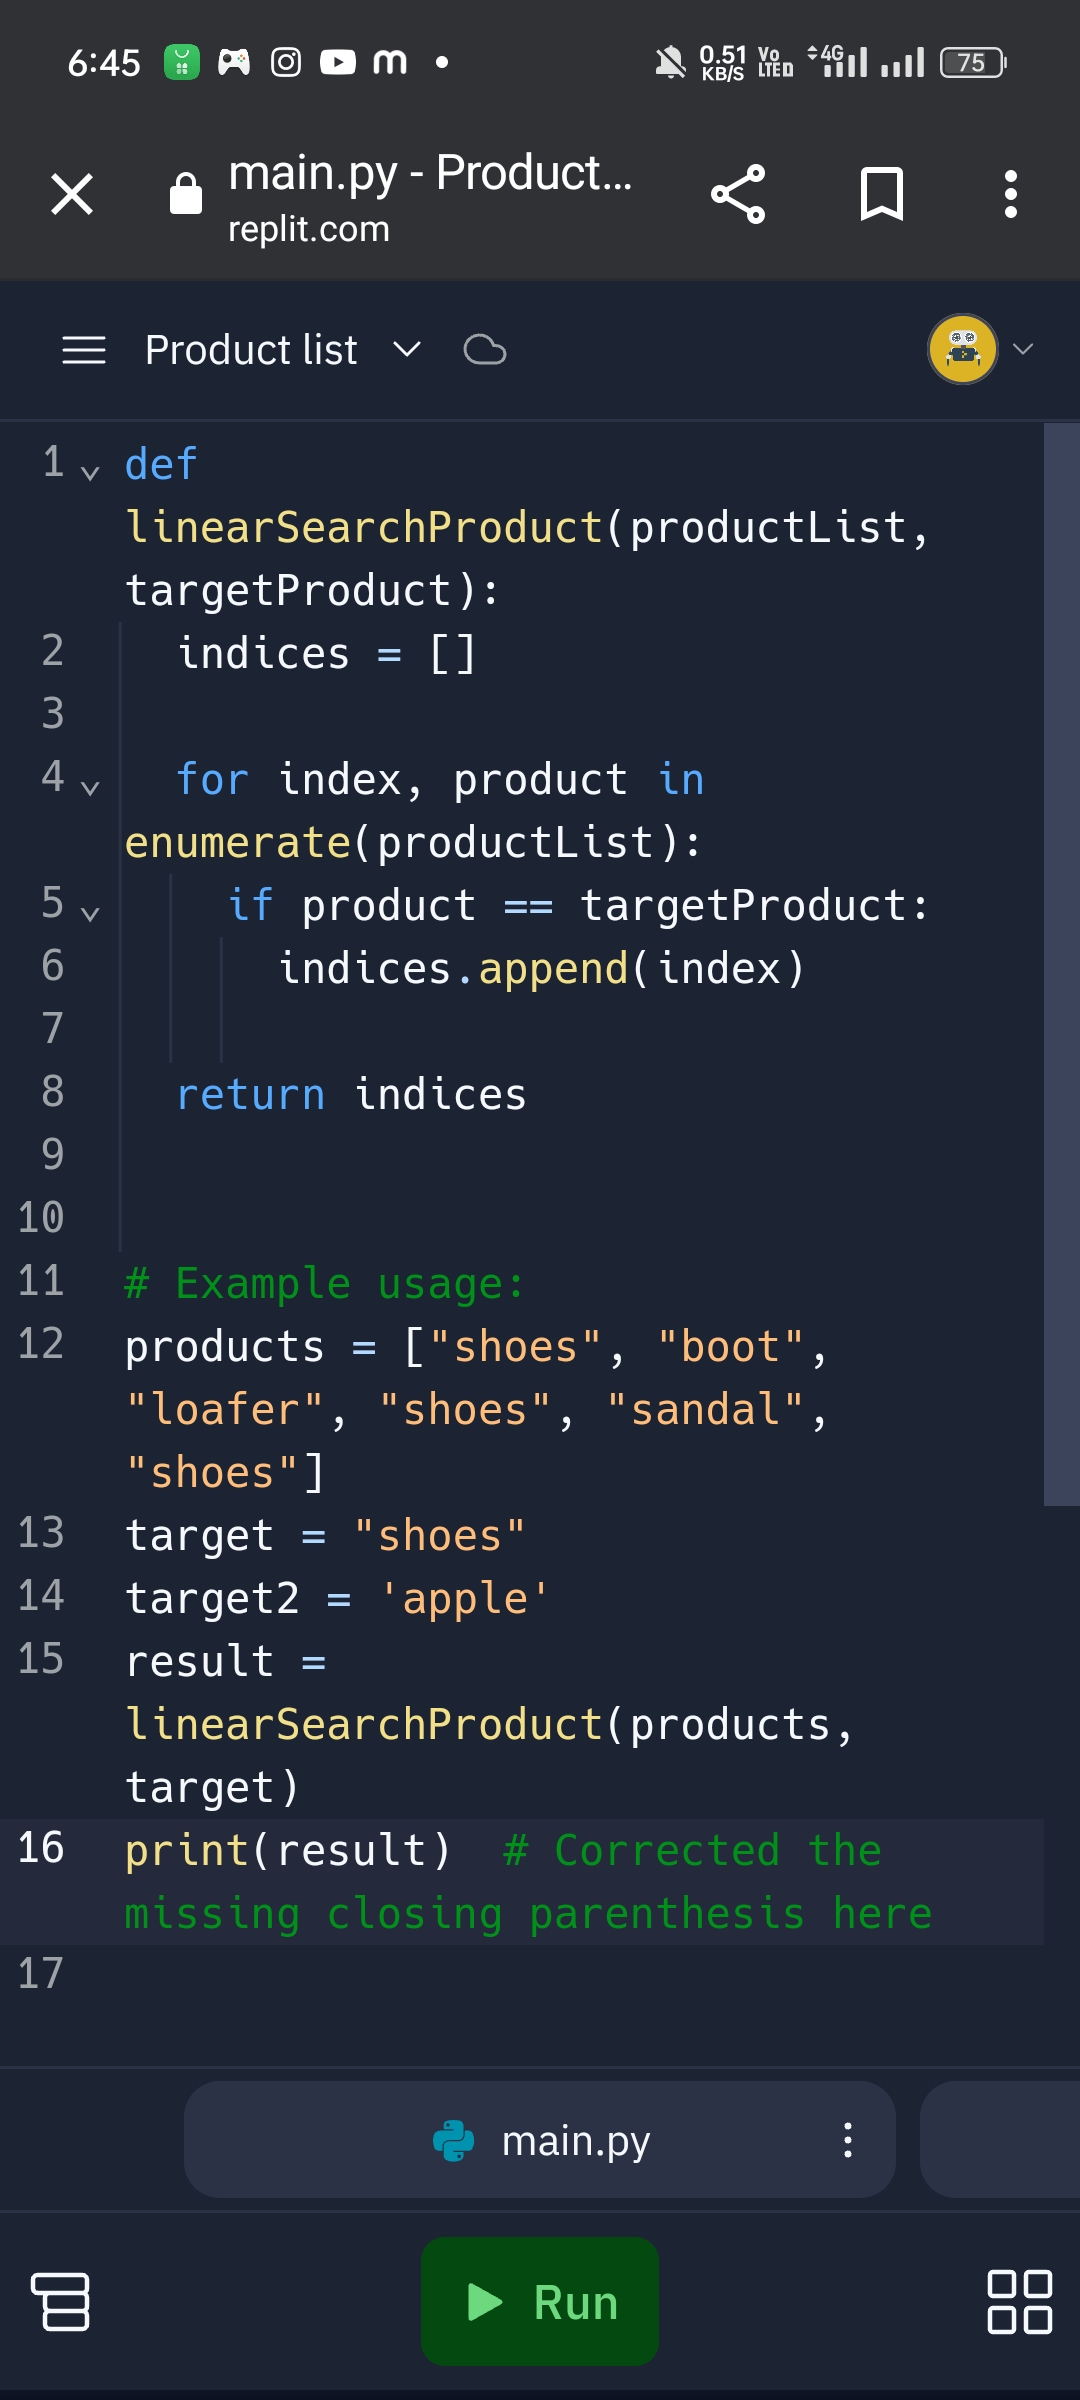 6:45
0.51 KB/S
Vo LTE
4G
75
main.py - Product...
replit.com
Product list
1 def
linearSearchProduct(productList,
targetProduct):
2   indices = []
3
4   for index, product in
enumerate(productList):
5     if product == targetProduct:
6       indices.append(index)
7
8   return indices
9
10
11 # Example usage:
12 products = ["shoes", "boot",
"loafer", "shoes", "sandal",
"shoes"]
13 target = "shoes"
14 target2 = 'apple'
15 result =
linearSearchProduct(products,
target)
16 print(result)  # Corrected the
missing closing parenthesis here
17
main.py
Run